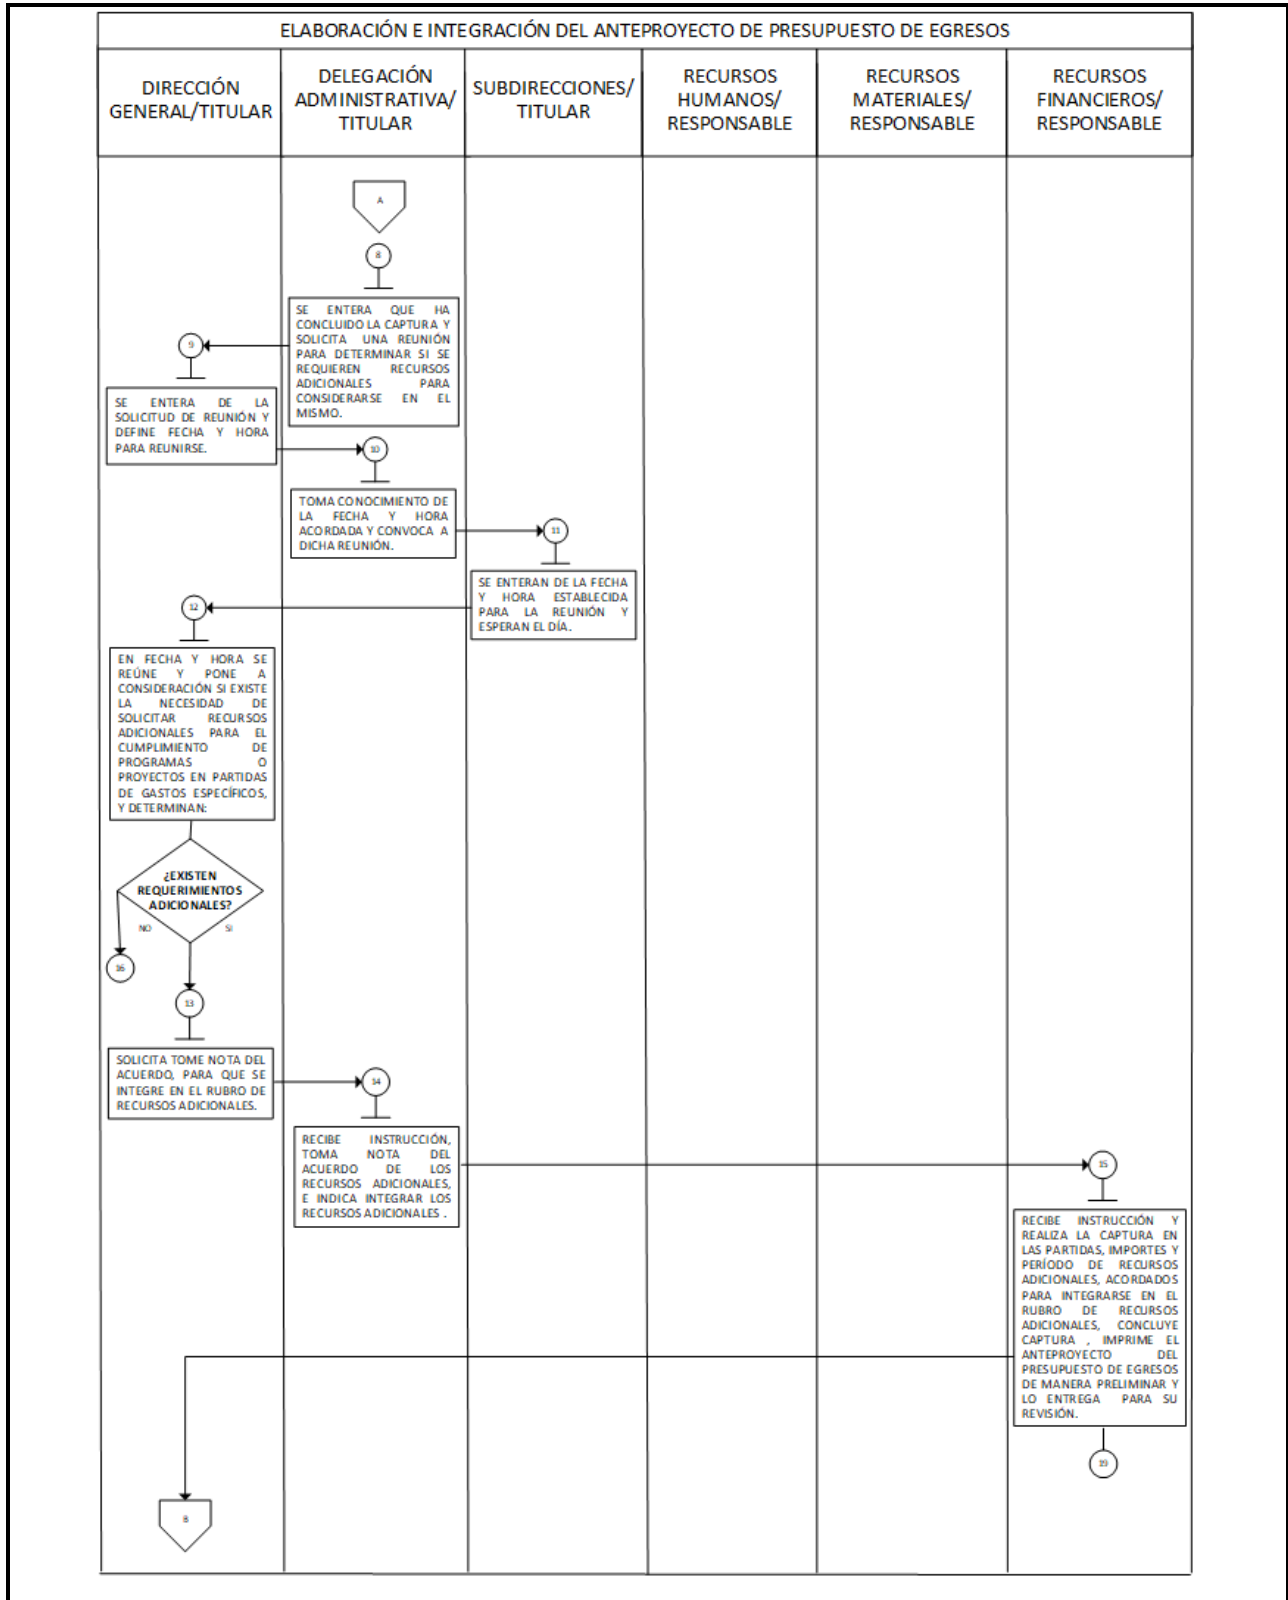 ELABORACIÓN E INTEGRACIÓN DEL ANTEPROYECTO DE PRESUPUESTO DE EGRESOS
DIRECCIÓN
GENERAL/TITULAR
DELEGACIÓN
ADMINISTRATIVA/
TITULAR
SUBDIRECCIONES/
TITULAR
RECURSOS
HUMANOS/
RESPONSABLE
RECURSOS
MATERIALES/
RESPONSABLE
RECURSOS
FINANCIEROS/
RESPONSABLE
A
8
SE ENTERA QUE HA
CONCLUIDO LA CAPTURA Y
SOLICITA UNA REUNIÓN
PARA DETERMINAR SI SE
REQUIEREN RECURSOS
ADICIONALES PARA
CONSIDERARSE EN EL
MISMO.
9
SE ENTERA DE LA
SOLICITUD DE REUNIÓN Y
DEFINE FECHA Y HORA
PARA REUNIRSE.
10
TOMA CONOCIMIENTO DE
LA FECHA Y HORA
ACORDADA Y CONVOCA A
DICHA REUNIÓN.
11
SE ENTERAN DE LA FECHA
Y HORA ESTABLECIDA
PARA LA REUNIÓN Y
ESPERAN EL DÍA.
12
EN FECHA Y HORA SE
REÚNE Y PONE A
CONSIDERACIÓN SI EXISTE
LA NECESIDAD DE
SOLICITAR RECURSOS
ADICIONALES PARA EL
CUMPLIMIENTO DE
PROGRAMAS O
PROYECTOS EN PARTIDAS
DE GASTOS ESPECÍFICOS,
Y DETERMINAN:
¿EXISTEN
REQUERIMIENTOS
ADICIONALES?
NO SI
16
13
SOLICITA TOME NOTA DEL
ACUERDO, PARA QUE SE
INTEGRE EN EL RUBRO DE
RECURSOS ADICIONALES.
14
RECIBE INSTRUCCIÓN,
TOMA NOTA DEL
ACUERDO DE LOS
RECURSOS ADICIONALES,
E INDICA INTEGRAR LOS
RECURSOS ADICIONALES .
15
RECIBE INSTRUCCIÓN Y
REALIZA LA CAPTURA EN
LAS PARTIDAS, IMPORTES Y
PERÍODO DE RECURSOS
ADICIONALES, ACORDADOS
PARA INTEGRARSE EN EL
RUBRO DE RECURSOS
ADICIONALES, CONCLUYE
CAPTURA , IMPRIME EL
ANTEPROYECTO DEL
PRESUPUESTO DE EGRESOS
DE MANERA PRELIMINAR Y
LO ENTREGA PARA SU
REVISIÓN.
19
B